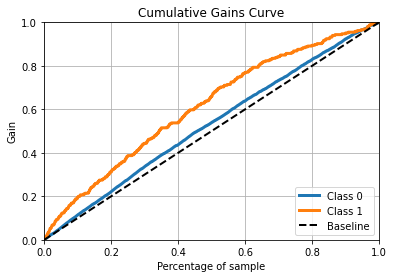 Cumulative Gains Curve
1.0
0.8
0.6
0.4
0.2
0.0
Gain
Class 0
Class 1
Baseline
0.0 0.2 0.4 0.6 0.8 1.0
Percentage of sample